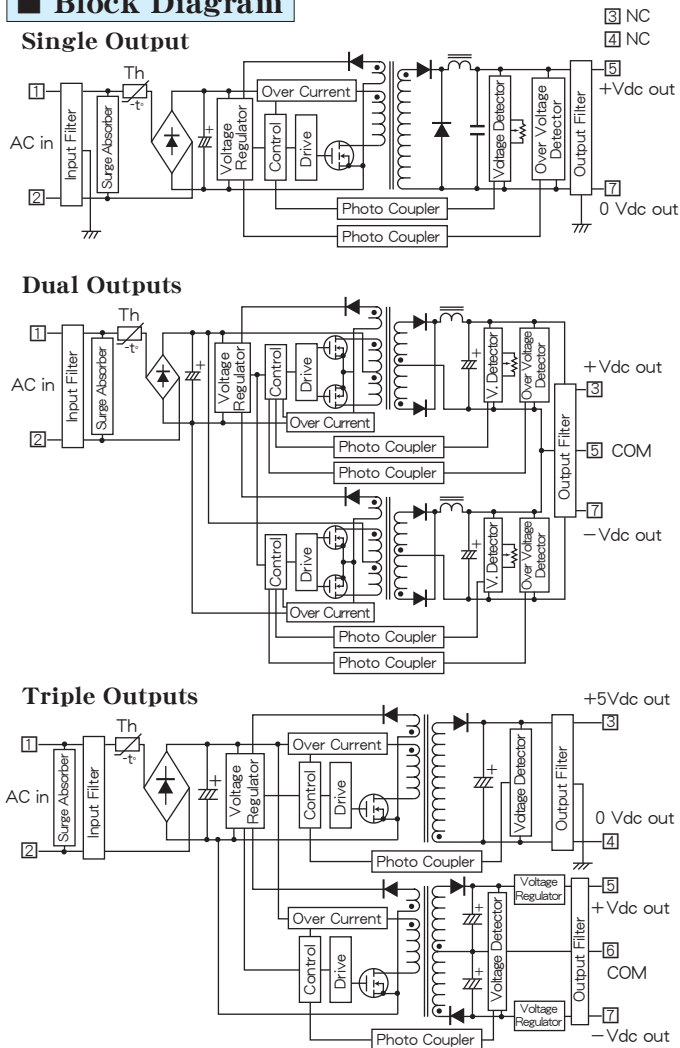 ■ Block Diagram
3 NC
4 NC
Single Output
1
Th
-t°
AC in
2
Input Filter
Surge Absorber
+
Voltage Regulator
Over Current
Control
Drive
Photo Coupler
Photo Coupler
Voltage Detector
Over Voltage Detector
Output Filter
5
+Vdc out
7
0 Vdc out
Dual Outputs
1
Th
-t°
AC in
2
Input Filter
Surge Absorber
+
Voltage Regulator
Control
Drive
Over Current
Photo Coupler
Photo Coupler
+
V. Detector
Over Voltage Detector
Control
Drive
Over Current
Photo Coupler
Photo Coupler
+
V. Detector
Over Voltage Detector
Output Filter
+Vdc out
3
5 COM
7
−Vdc out
Triple Outputs
1
Th
-t°
AC in
2
Surge Absorber
Input Filter
+
Voltage Regulator
Over Current
Control
Drive
Photo Coupler
+
Voltage Detector
Output Filter
+5Vdc out
3
0 Vdc out
4
Over Current
Control
Drive
Photo Coupler
+
+
Voltage Detector
Voltage Regulator
Voltage Regulator
Output Filter
5
+Vdc out
6
COM
7
−Vdc out